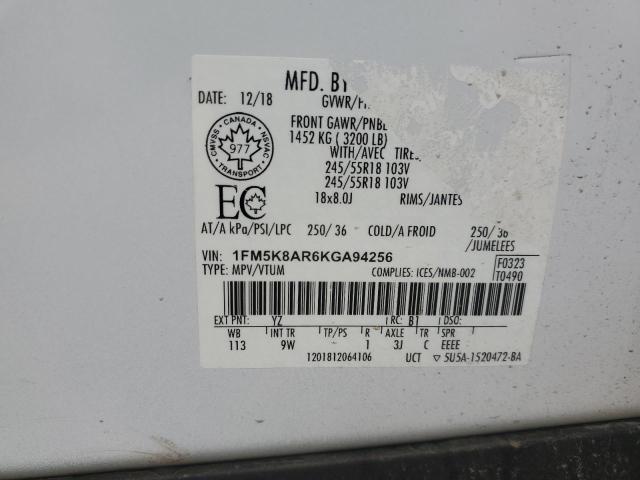 MFD.
DATE: 12/18
GVWR/
FRONT GAWR/PNBE
1452 KG ( 3200 LB)
WITH/AVEC TIRES
245/55R18 103V
245/55R18 103V
18x8.0J RIMS/JANTES
CMVSS CANADA NSVAC
977
TRANSPORT
EC
AT/A kPa/PSI/LPC 250/ 36 COLD/A FROID 250/ 36
/JUMELEES
VIN: 1FM5K8AR6KGA94256
TYPE: MPV/VTUM COMPLIES: ICES/NMB-002
F0323
T0490
EXT PNT: YZ RC: B1 DSO:
WB INT TR TP/PS R AXLE TR SPR
113 9W 1 3J C EEEE
1201812064106 UCT ▽ 5U5A-1520472-BA